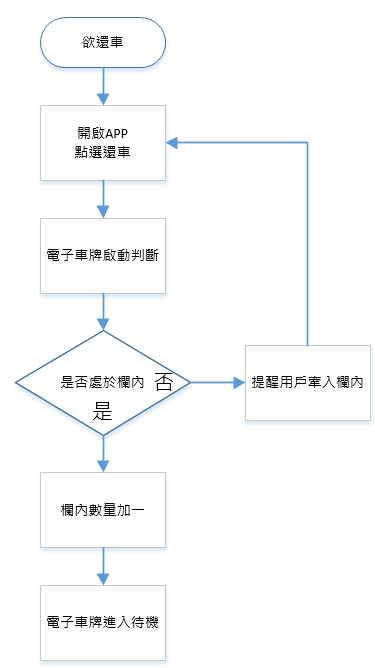 欲還車
開啟APP
點選還車
電子車牌啟動判斷
是否處於欄內
否
是
提醒用戶牽入欄內
欄內數量加一
電子車牌進入待機